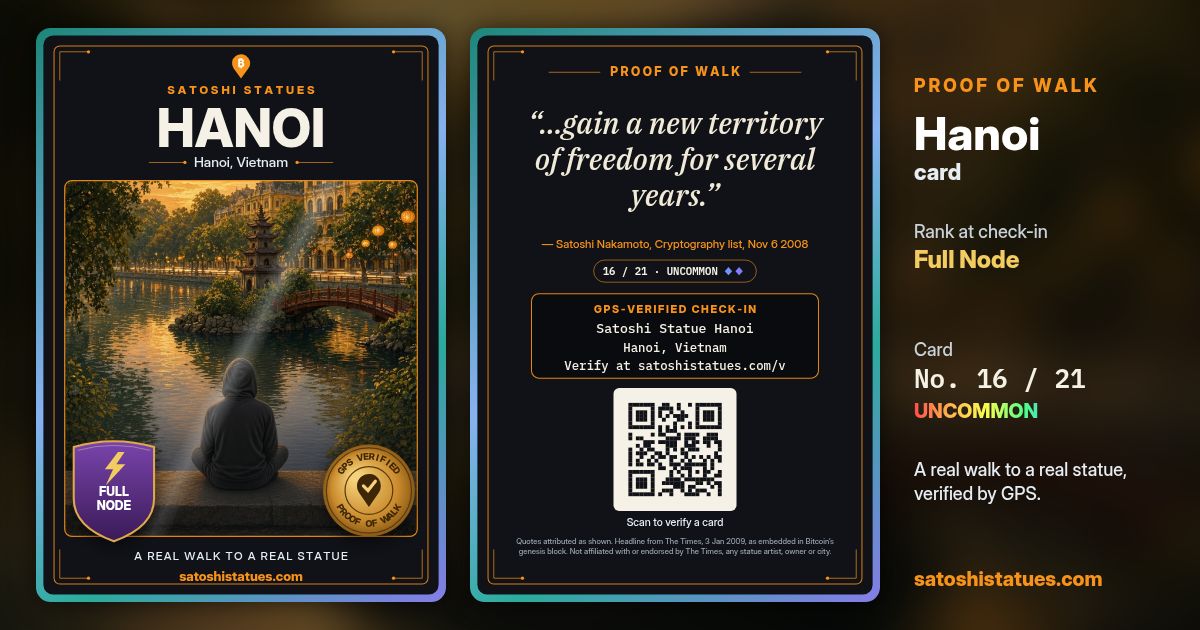 SATOSHI STATUES
HANOI
Hanoi, Vietnam
FULL
NODE
GPS VERIFIED
PROOF OF WALK
A REAL WALK TO A REAL STATUE
satoshistatues.com
PROOF OF WALK
“...gain a new territory
of freedom for several
years.”
— Satoshi Nakamoto, Cryptography list, Nov 6 2008
16 / 21 · UNCOMMON
GPS-VERIFIED CHECK-IN
Satoshi Statue Hanoi
Hanoi, Vietnam
Verify at satoshistatues.com/v
Scan to verify a card
Quotes attributed as shown. Headline from The Times, 3 Jan 2009, as embedded in Bitcoin's
genesis block. Not affiliated with or endorsed by The Times, any statue artist, owner or city.
PROOF OF WALK
Hanoi
card
Rank at check-in
Full Node
Card
No. 16 / 21
UNCOMMON
A real walk to a real statue,
verified by GPS.
satoshistatues.com